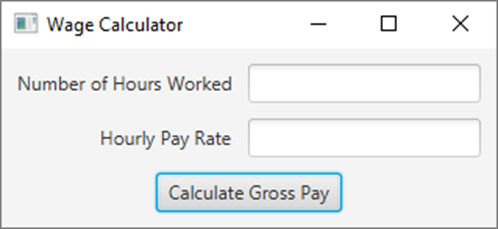 Wage Calculator
Number of Hours Worked
Hourly Pay Rate
Calculate Gross Pay